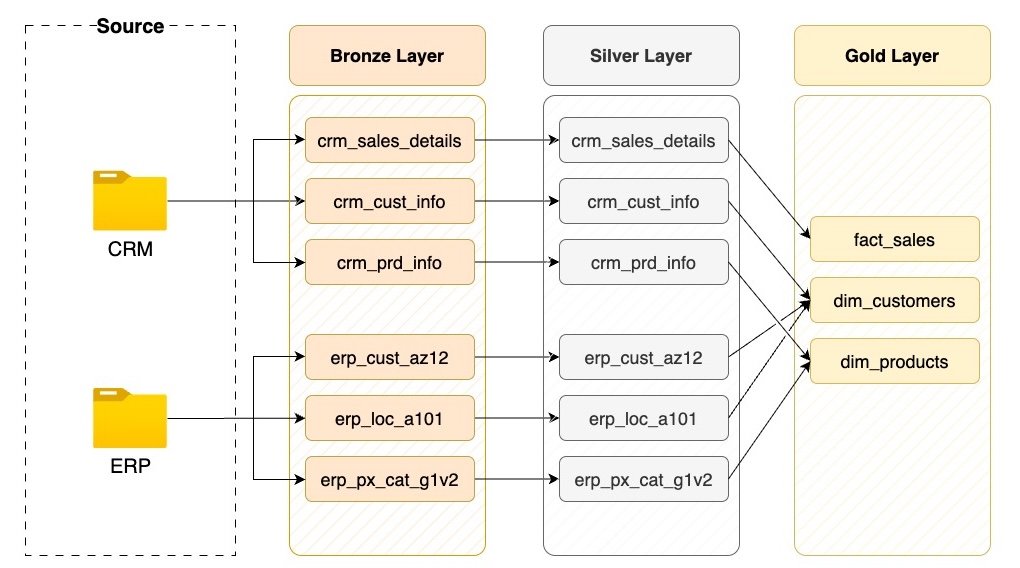 Source
Bronze Layer
Silver Layer
Gold Layer
crm_sales_details
crm_cust_info
crm_prd_info
erp_cust_az12
erp_loc_a101
erp_px_cat_g1v2
crm_sales_details
crm_cust_info
crm_prd_info
erp_cust_az12
erp_loc_a101
erp_px_cat_g1v2
fact_sales
dim_customers
dim_products
CRM
ERP